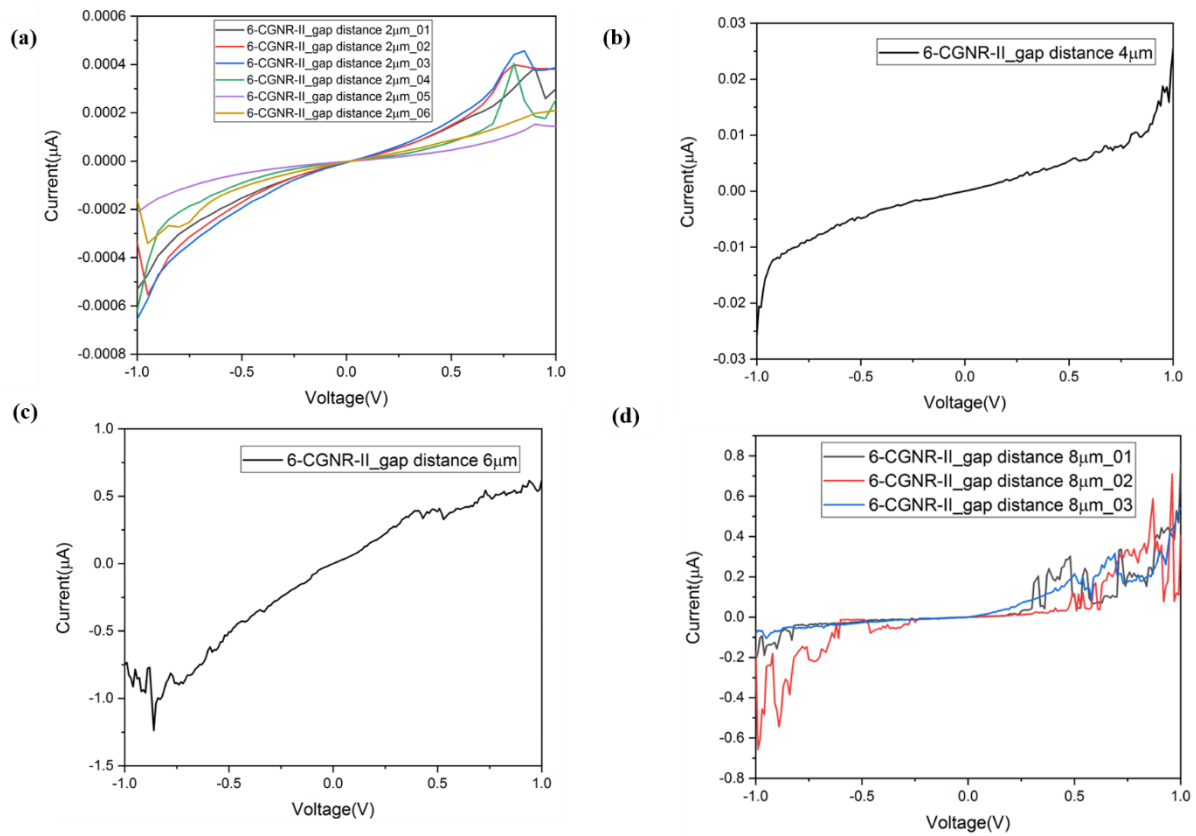 (a)
0.0006
0.0004
0.0002
0.0000
-0.0002
-0.0004
-0.0006
-0.0008
Current(μA)
6-CGNR-II_gap distance 2μm_01
6-CGNR-II_gap distance 2μm_02
6-CGNR-II_gap distance 2μm_03
6-CGNR-II_gap distance 2μm_04
6-CGNR-II_gap distance 2μm_05
6-CGNR-II_gap distance 2μm_06
-1.0 -0.5 0.0 0.5 1.0
Voltage(V)
(b)
0.03
0.02
0.01
0.00
-0.01
-0.02
-0.03
Current(μA)
6-CGNR-II_gap distance 4μm
-1.0 -0.5 0.0 0.5 1.0
Voltage(V)
(c)
1.0
0.5
0.0
-0.5
-1.0
-1.5
Current(μA)
6-CGNR-II_gap distance 6μm
-1.0 -0.5 0.0 0.5 1.0
Voltage(V)
(d)
0.8
0.6
0.4
0.2
0.0
-0.2
-0.4
-0.6
-0.8
Current(μA)
6-CGNR-II_gap distance 8μm_01
6-CGNR-II_gap distance 8μm_02
6-CGNR-II_gap distance 8μm_03
-1.0 -0.5 0.0 0.5 1.0
Voltage(V)